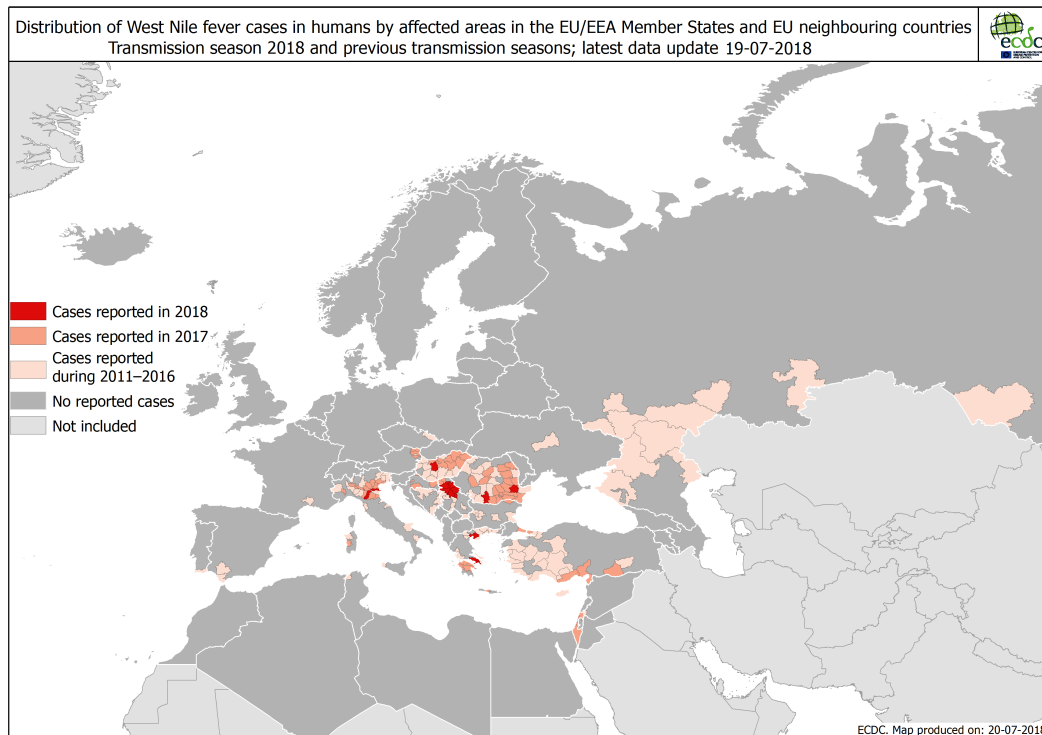 Distribution of West Nile fever cases in humans by affected areas in the EU/EEA Member States and EU neighbouring countries
Transmission season 2018 and previous transmission seasons; latest data update 19-07-2018
ecdc
Cases reported in 2018
Cases reported in 2017
Cases reported
during 2011–2016
No reported cases
Not included
ECDC. Map produced on: 20-07-2018